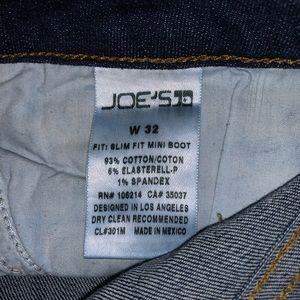 JOE'S
W 32
FIT: SLIM FIT MINI BOOT
93% COTTON/COTON
6% ELASTERELL-P
1% SPANDEX
RN# 106214 CA# 35037
DESIGNED IN LOS ANGELES
DRY CLEAN RECOMMENDED
CL#301M MADE IN MEXICO